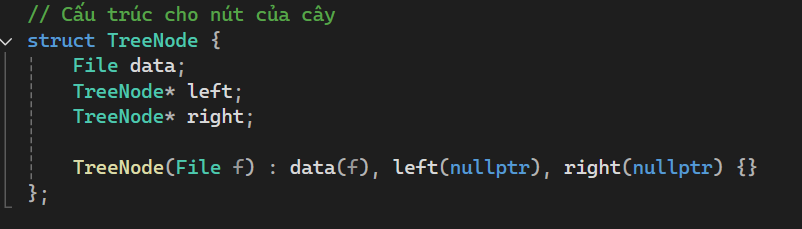 // Cấu trúc cho nút của cây
struct TreeNode {
    File data;
    TreeNode* left;
    TreeNode* right;

    TreeNode(File f) : data(f), left(nullptr), right(nullptr) {}
};